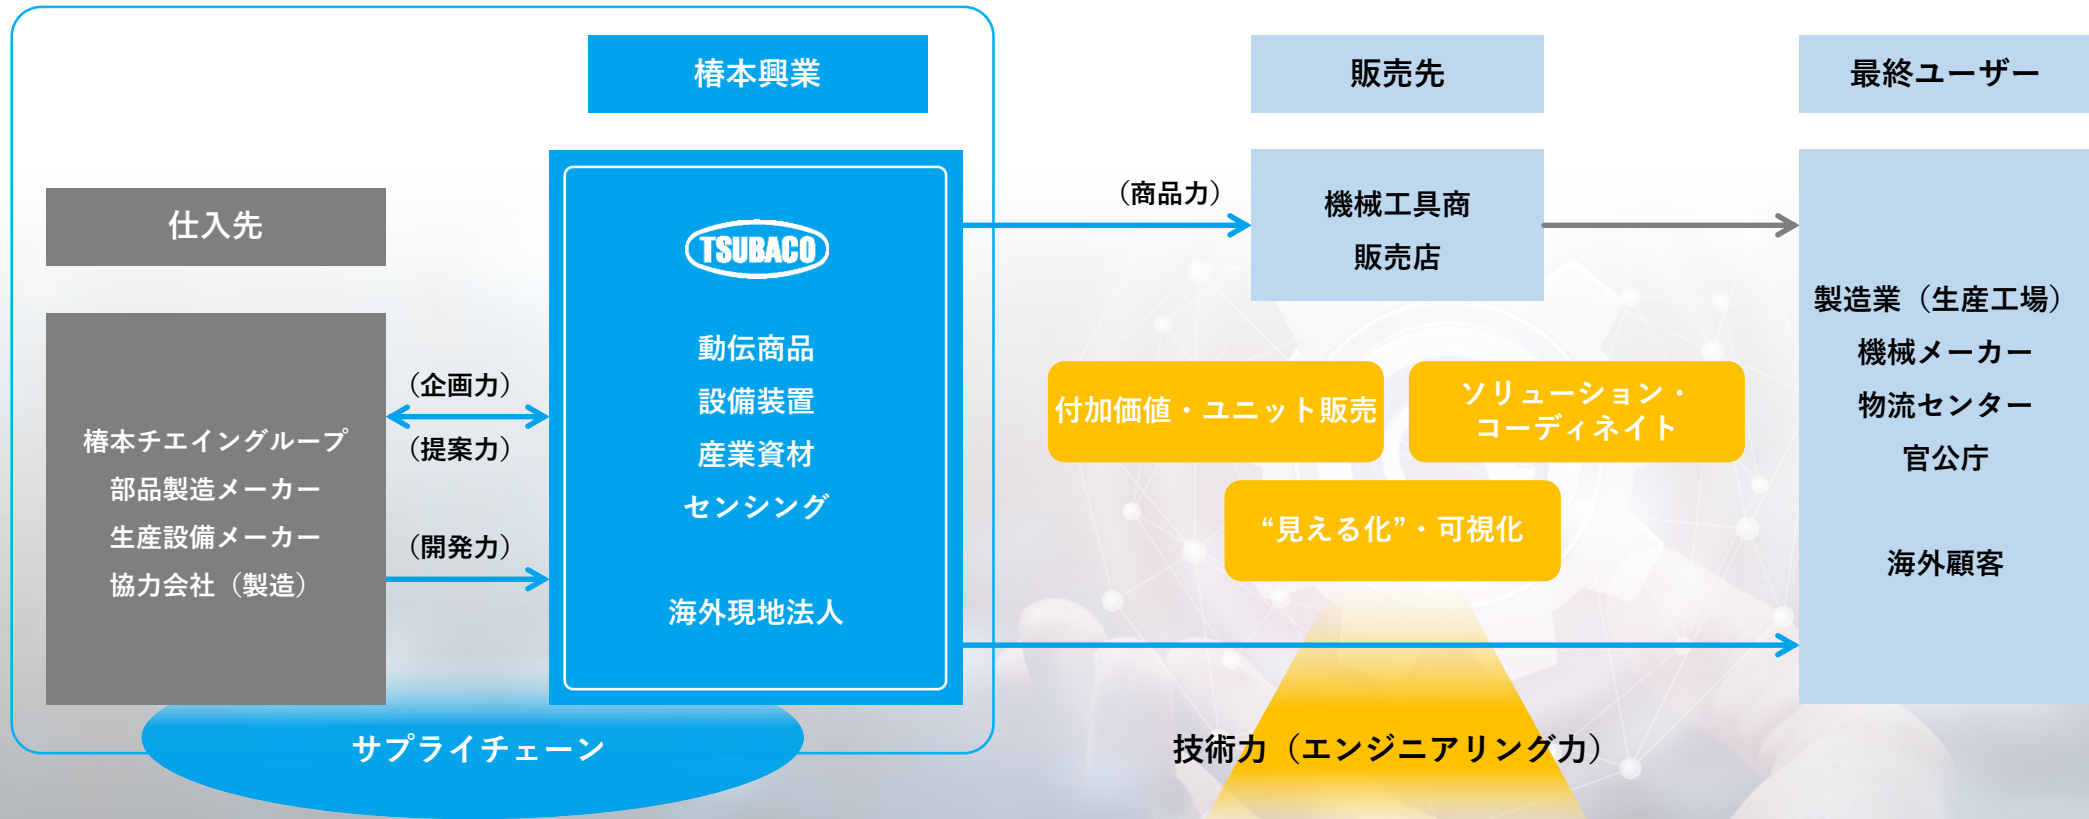 椿本興業
販売先
最終ユーザー
仕入先
椿本チエイングループ
部品製造メーカー
生産設備メーカー
協力会社（製造）
（企画力）
（提案力）
（開発力）
TSUBACO
動伝商品
設備装置
産業資材
センシング
海外現地法人
サプライチェーン
（商品力）
機械工具商
販売店
付加価値・ユニット販売
ソリューション・
コーディネイト
“見える化”・可視化
技術力（エンジニアリング力）
製造業（生産工場）
機械メーカー
物流センター
官公庁
海外顧客